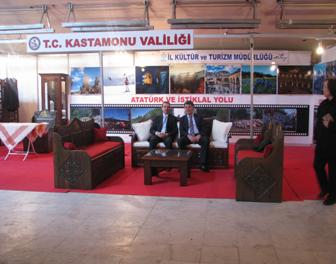 T.C. KASTAMONU VALİLİĞİ
İL KÜLTÜR ve TURİZM MÜDÜRLÜĞÜ
ATATÜRK VE İSTİKLAL YOLU